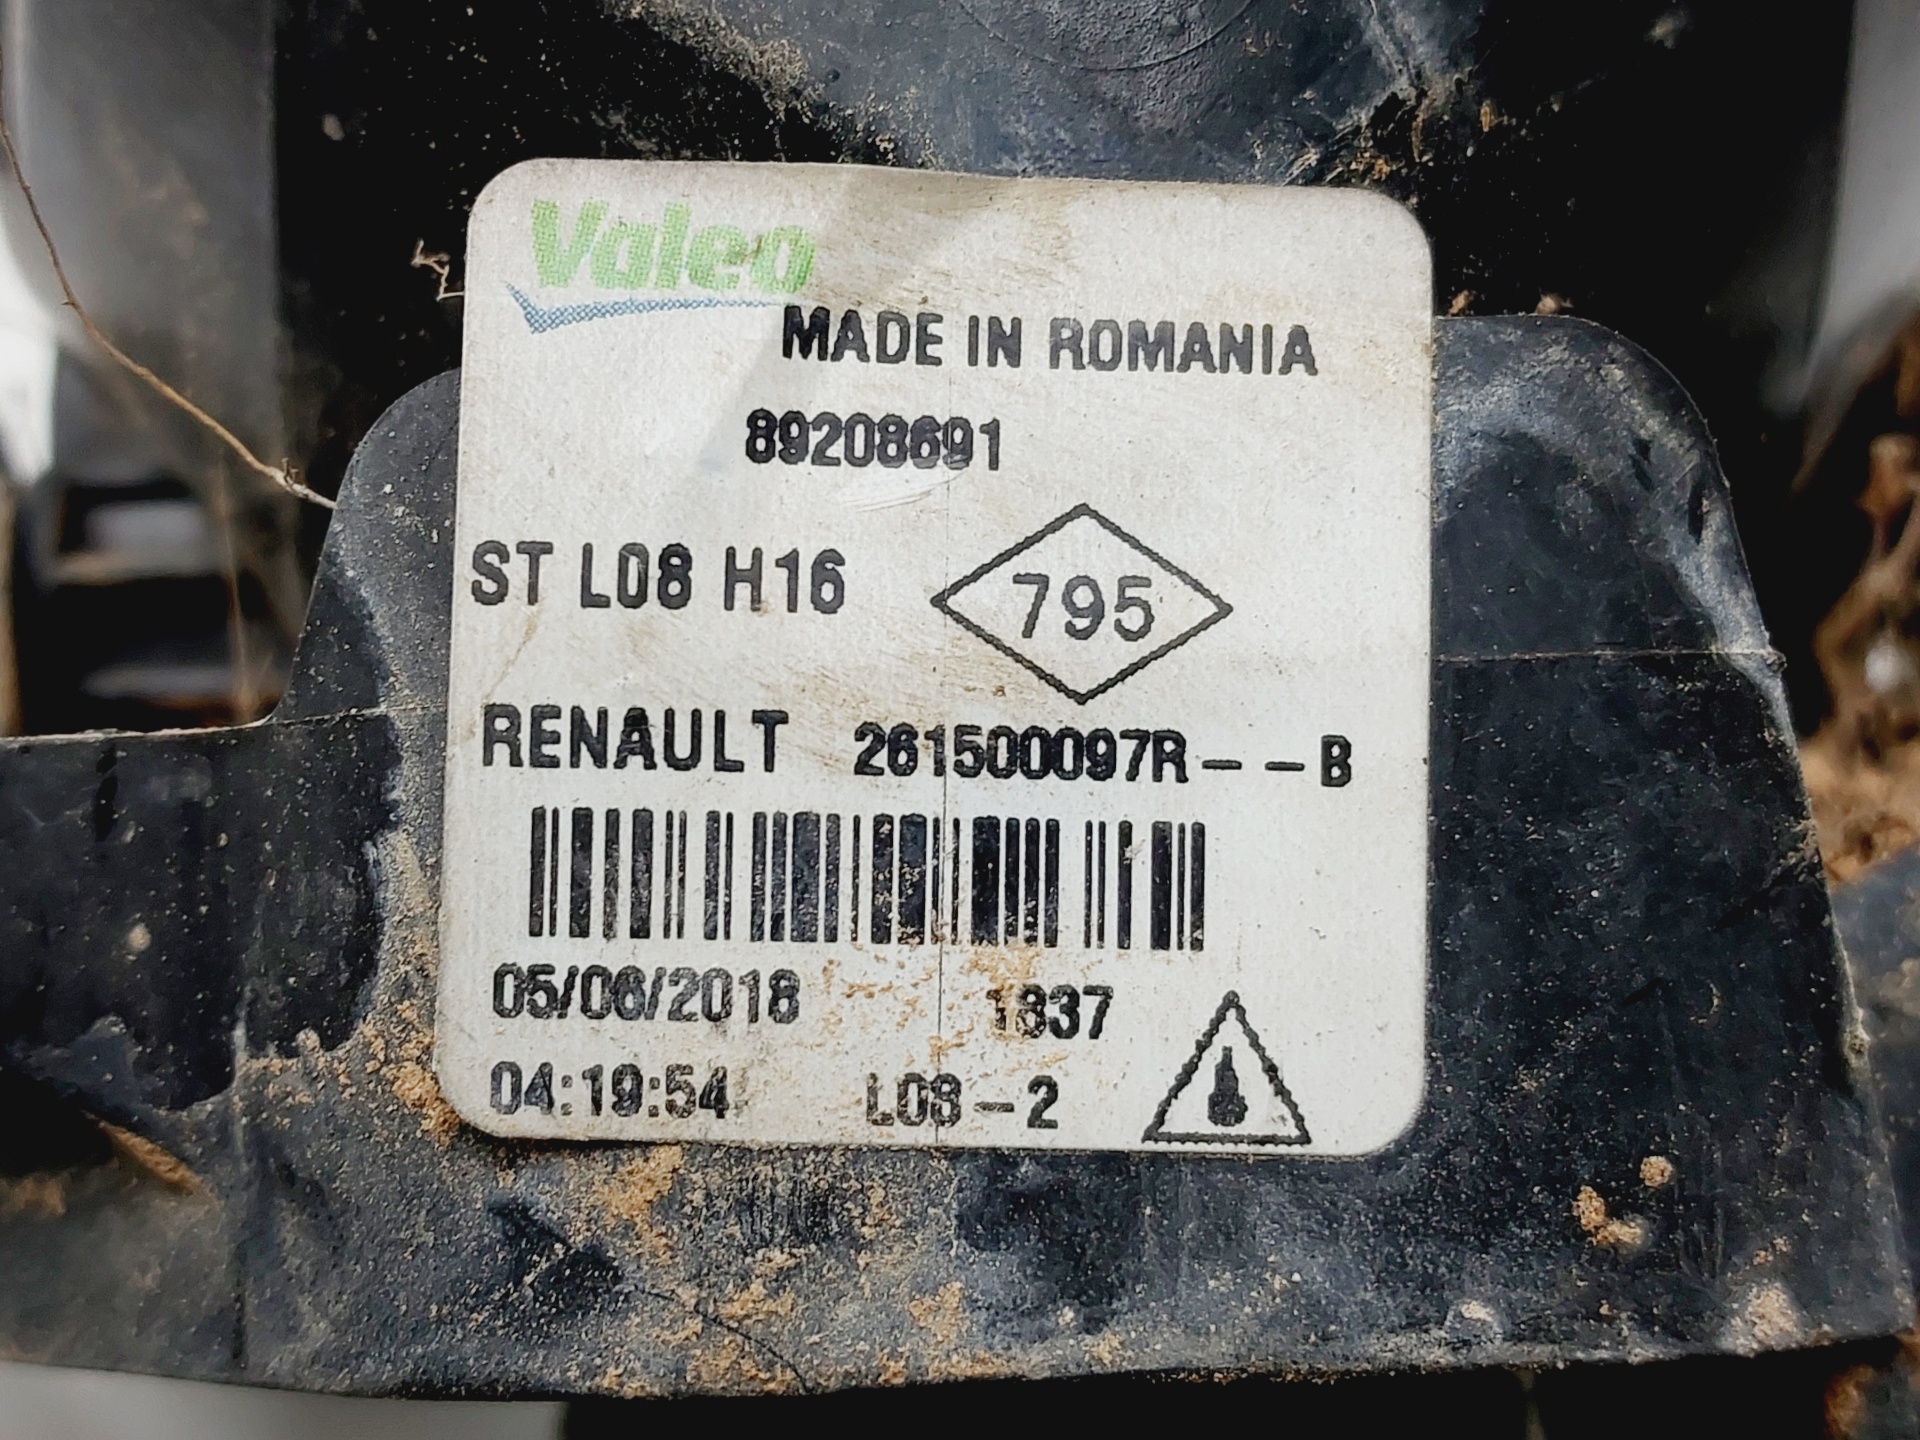 Valeo
MADE IN ROMANIA
89208691
ST L08 H16
795
RENAULT 261500097R--B
05/06/2018 1837
04:19:54 L08-2